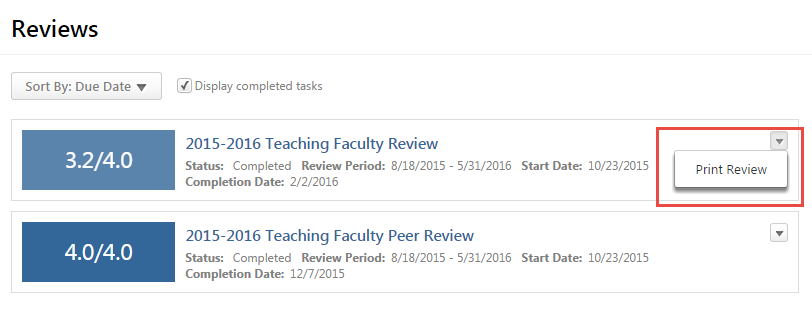 Reviews
Sort By: Due Date
Display completed tasks
3.2/4.0
2015-2016 Teaching Faculty Review
Status: Completed Review Period: 8/18/2015 - 5/31/2016 Start Date: 10/23/2015
Completion Date: 2/2/2016
Print Review
4.0/4.0
2015-2016 Teaching Faculty Peer Review
Status: Completed Review Period: 8/18/2015 - 5/31/2016 Start Date: 10/23/2015
Completion Date: 12/7/2015